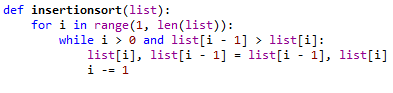 def insertionsort(list):
    for i in range(1, len(list)):
        while i > 0 and list[i - 1] > list[i]:
            list[i], list[i - 1] = list[i - 1], list[i]
            i -= 1